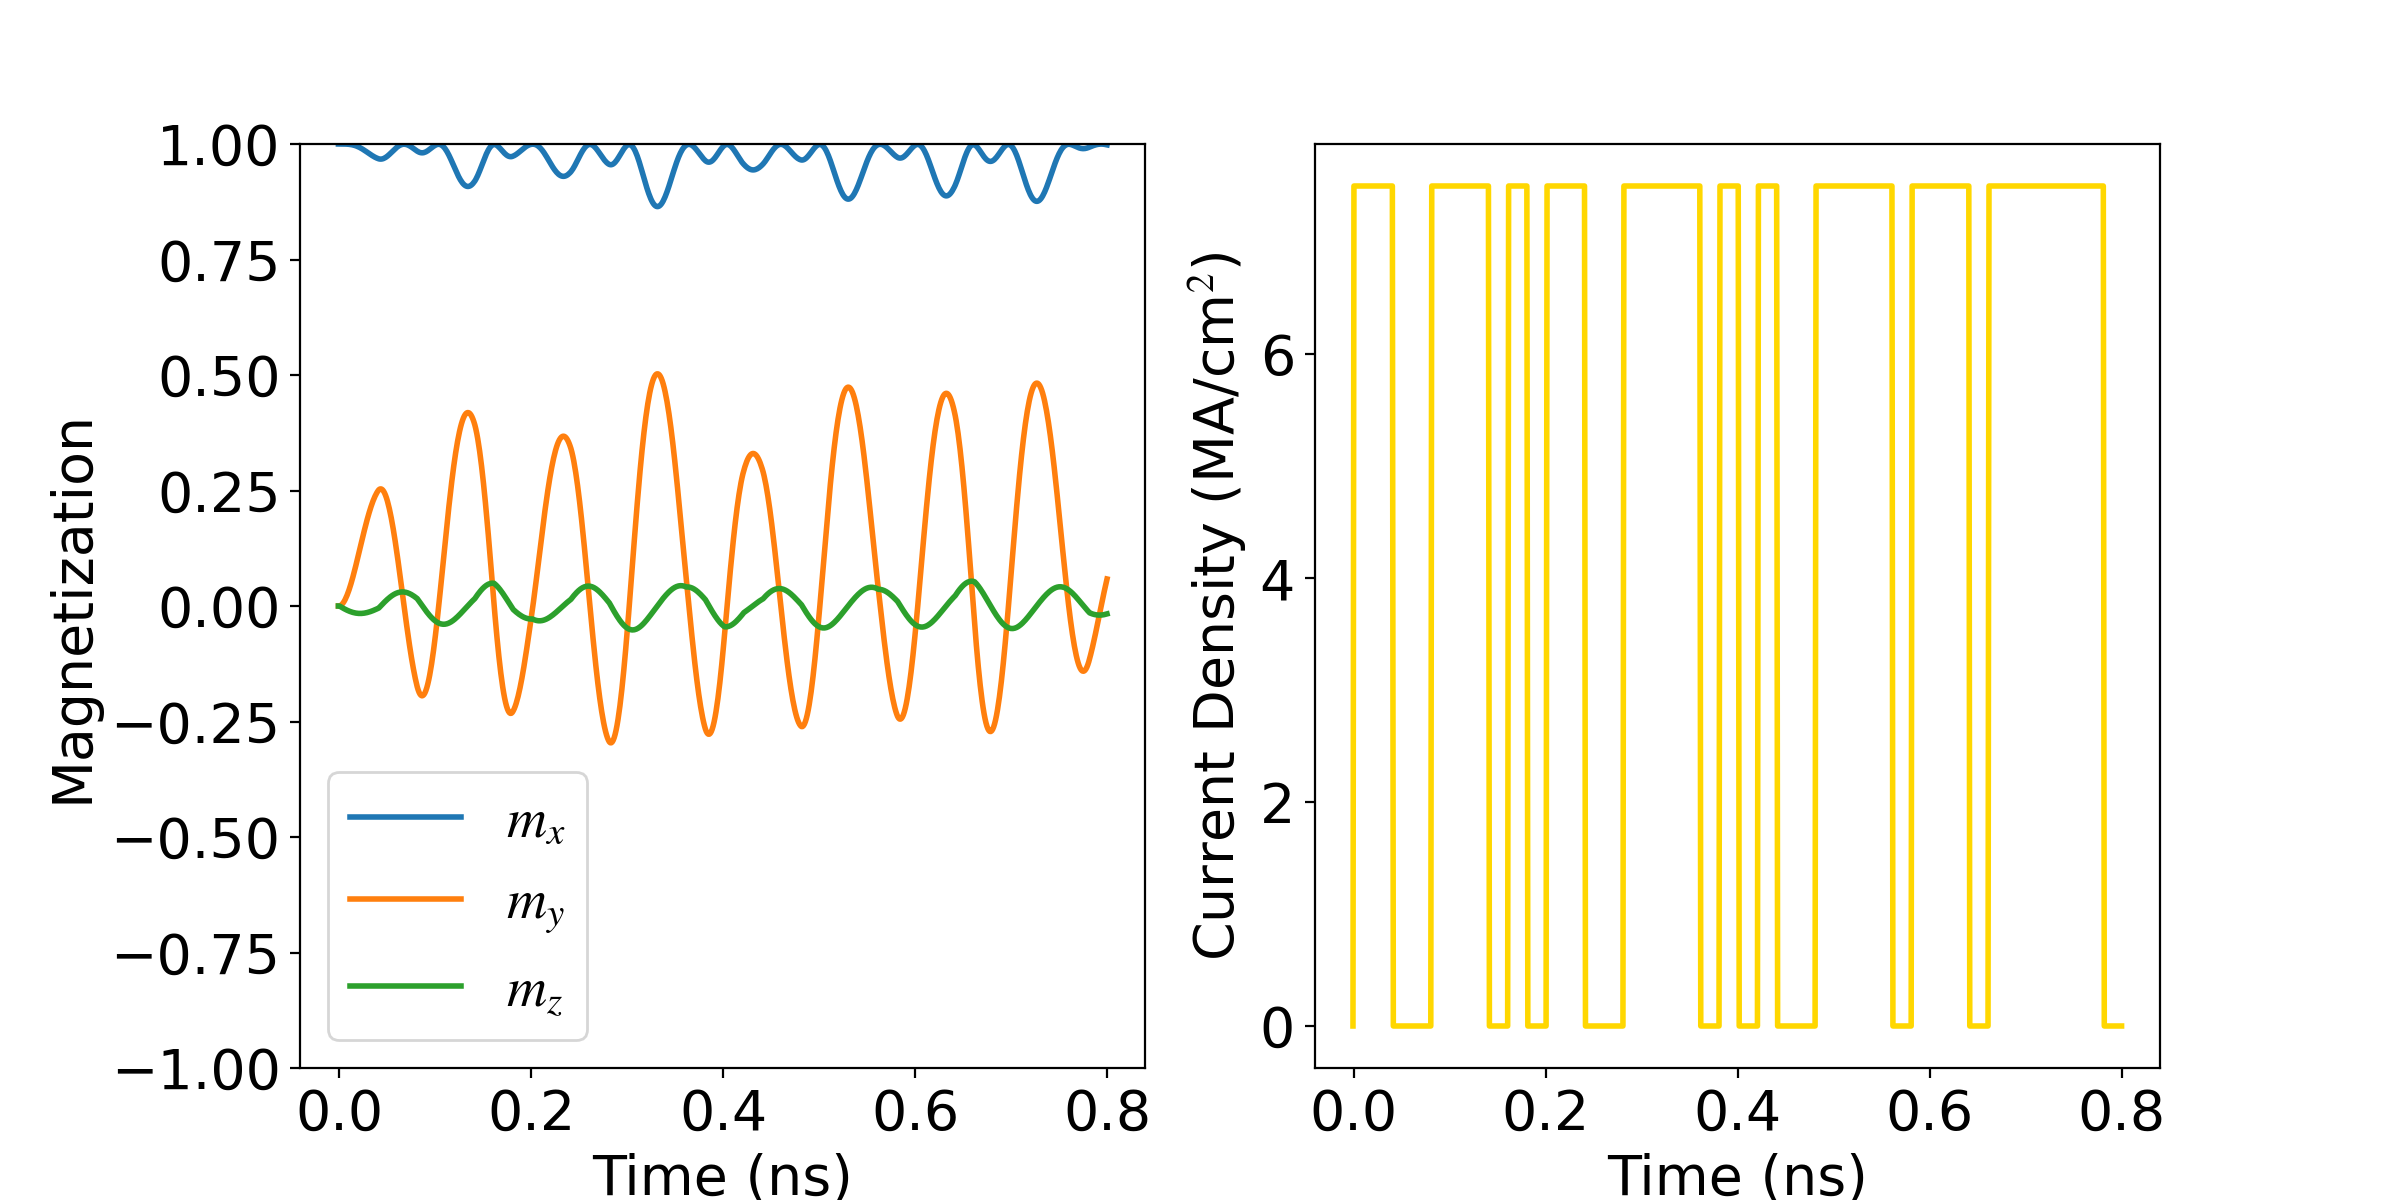 1.00
0.75
0.50
0.25
0.00
−0.25
−0.50
−0.75
−1.00
Magnetization
m_x
m_y
m_z
0.0 0.2 0.4 0.6 0.8
Time (ns)
6
4
2
0
Current Density (MA/cm²)
0.0 0.2 0.4 0.6 0.8
Time (ns)